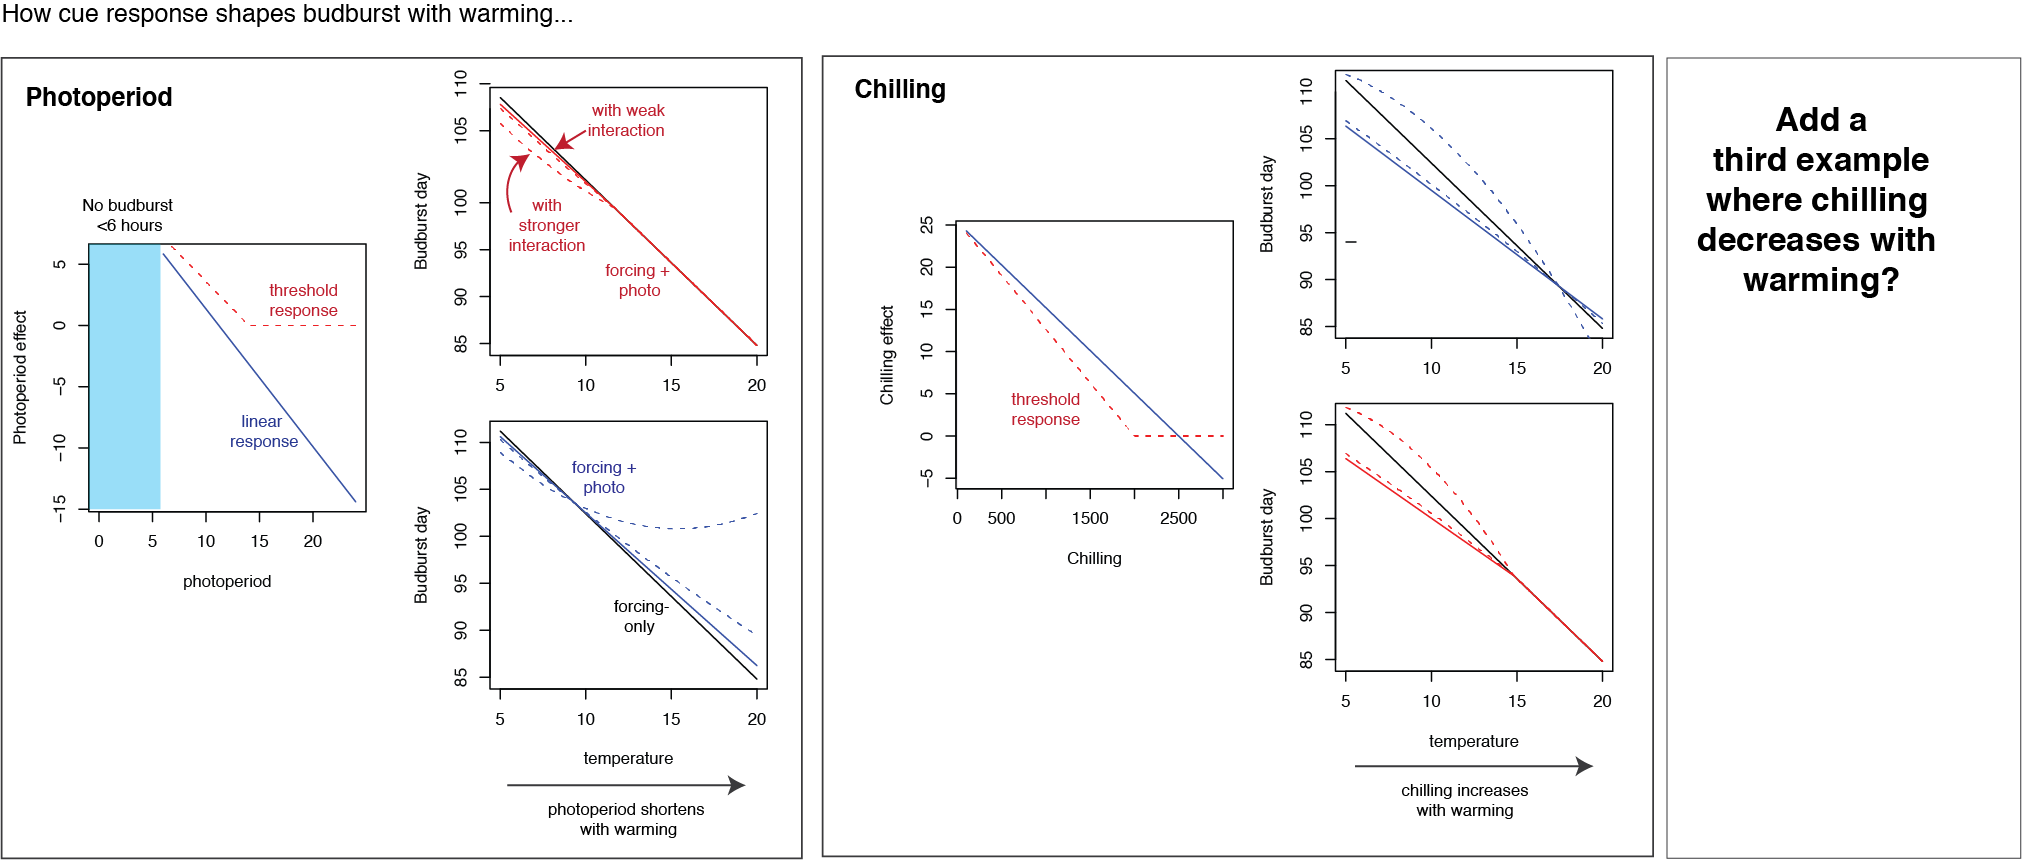 How cue response shapes budburst with warming...
Photoperiod
No budburst
<6 hours
5
0
−5
−10
−15
Photoperiod effect
threshold
response
linear
response
0
5
10
15
20
photoperiod
110
105
100
95
90
85
Budburst day
with weak
interaction
with
stronger
interaction
forcing +
photo
5
10
15
20
110
105
100
95
90
85
Budburst day
forcing +
photo
forcing-
only
5
10
15
20
temperature
photoperiod shortens
with warming
Chilling
25
20
15
10
5
0
−5
Chilling effect
threshold
response
0
500
1500
2500
Chilling
110
105
100
95
90
85
Budburst day
5
10
15
20
110
105
100
95
90
85
Budburst day
5
10
15
20
temperature
chilling increases
with warming
Add a
third example
where chilling
decreases with
warming?